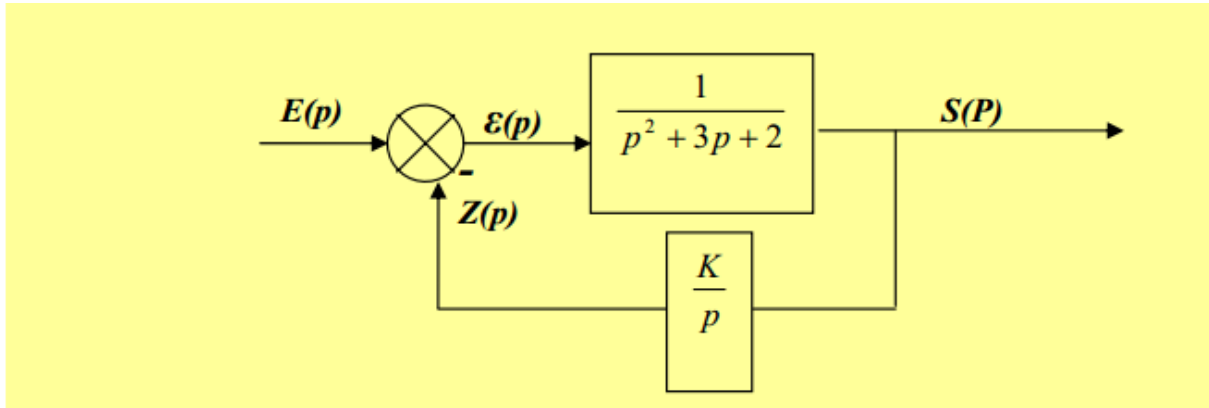 E(p)
ε(p)
1
p² + 3p + 2
S(P)
-
Z(p)
K
p